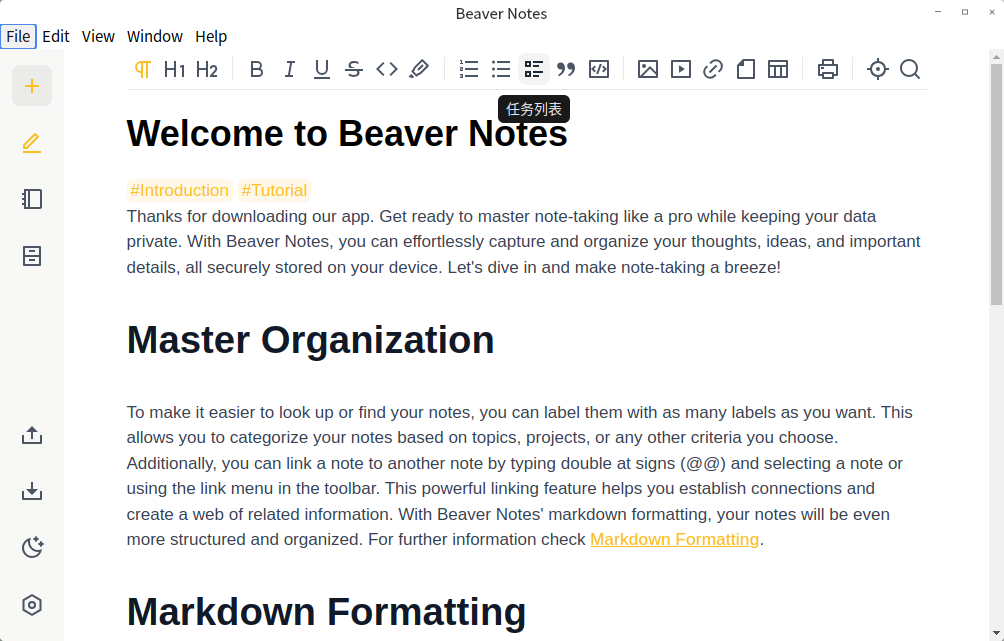 Beaver Notes
File Edit View Window Help
H1 H2 B I U S
任务列表
Welcome to Beaver Notes
#Introduction #Tutorial
Thanks for downloading our app. Get ready to master note-taking like a pro while keeping your data
private. With Beaver Notes, you can effortlessly capture and organize your thoughts, ideas, and important
details, all securely stored on your device. Let's dive in and make note-taking a breeze!
Master Organization
To make it easier to look up or find your notes, you can label them with as many labels as you want. This
allows you to categorize your notes based on topics, projects, or any other criteria you choose.
Additionally, you can link a note to another note by typing double at signs (@@) and selecting a note or
using the link menu in the toolbar. This powerful linking feature helps you establish connections and
create a web of related information. With Beaver Notes' markdown formatting, your notes will be even
more structured and organized. For further information check Markdown Formatting.
Markdown Formatting